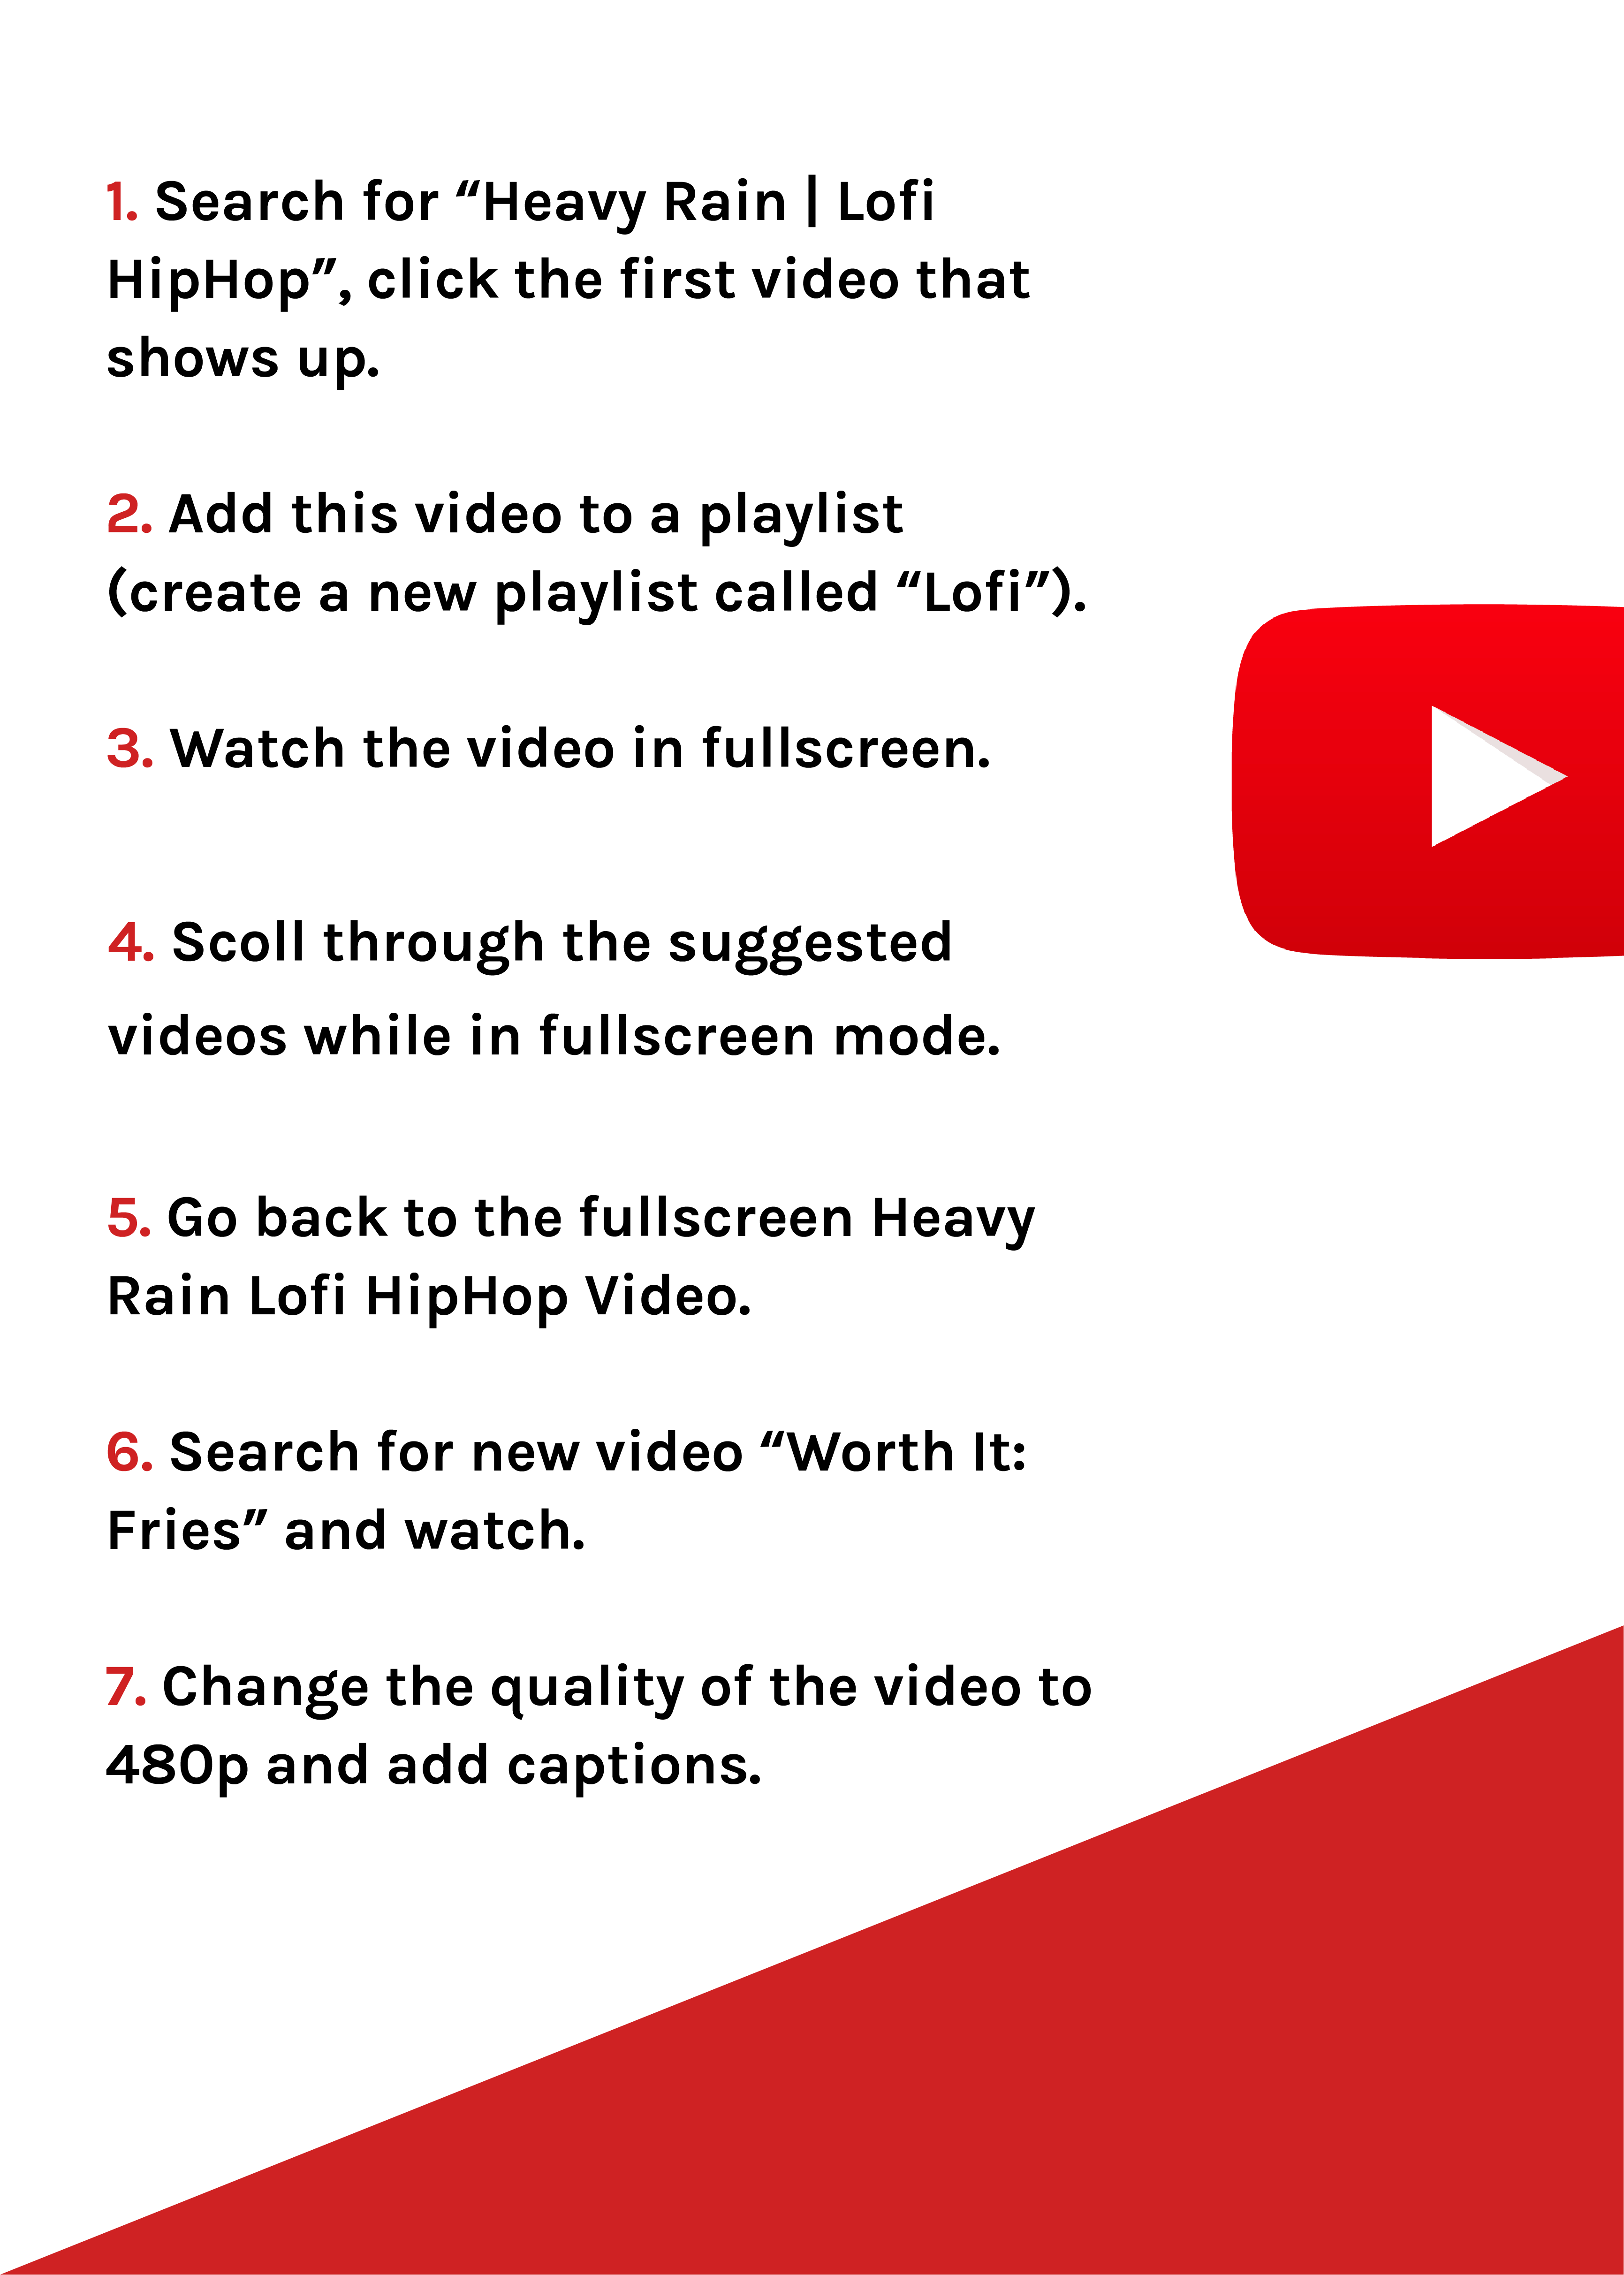 1. Search for “Heavy Rain | Lofi
HipHop”, click the first video that
shows up.
2. Add this video to a playlist
(create a new playlist called “Lofi”).
3. Watch the video in fullscreen.
4. Scoll through the suggested
videos while in fullscreen mode.
5. Go back to the fullscreen Heavy
Rain Lofi HipHop Video.
6. Search for new video “Worth It:
Fries” and watch.
7. Change the quality of the video to
480p and add captions.